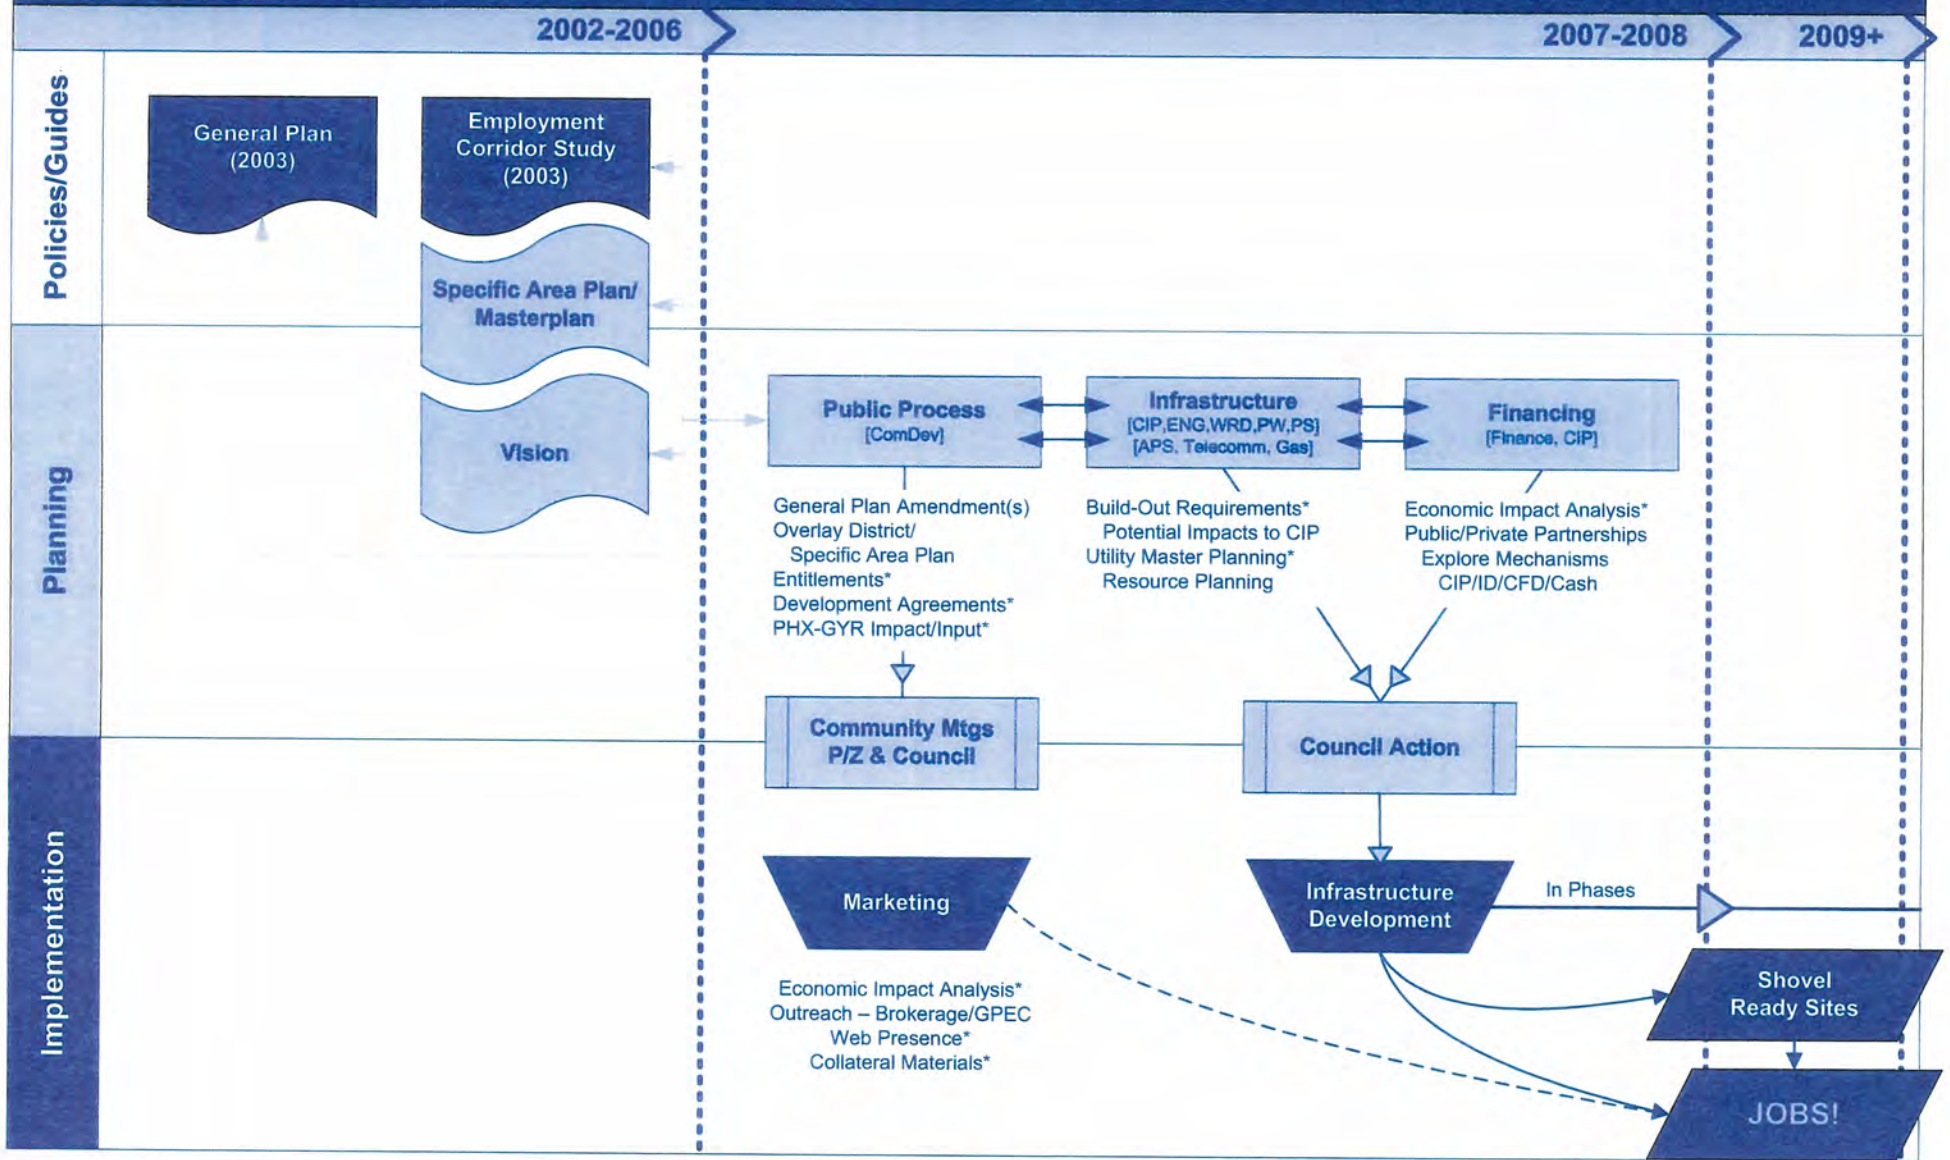 2002-2006
2007-2008
2009+
Policies/Guides
General Plan
(2003)
Employment
Corridor Study
(2003)
Specific Area Plan/
Masterplan
Planning
Vision
Public Process
[ComDev]
Infrastructure
[CIP,ENG,WRD,PW,PS]
[APS, Telecomm, Gas]
Financing
[Finance, CIP]
General Plan Amendment(s)
Overlay District/
Specific Area Plan
Entitlements*
Development Agreements*
PHX-GYR Impact/Input*
Build-Out Requirements*
Potential Impacts to CIP
Utility Master Planning*
Resource Planning
Economic Impact Analysis*
Public/Private Partnerships
Explore Mechanisms
CIP/ID/CFD/Cash
Community Mtgs
P/Z & Council
Council Action
Implementation
Marketing
Infrastructure
Development
In Phases
Economic Impact Analysis*
Outreach – Brokerage/GPEC
Web Presence*
Collateral Materials*
Shovel
Ready Sites
JOBS!